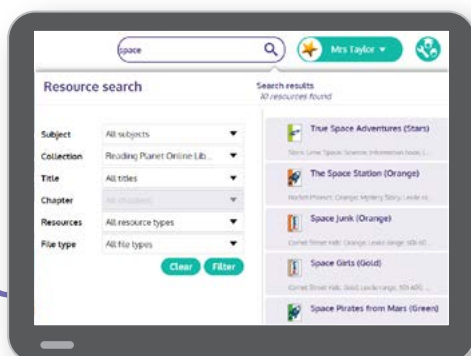 space
Mrs Taylor
Resource search
Search results
10 resources found
Subject
All subjects
Collection
Reading Planet Online Lib...
Title
All titles
Chapter
All chapters
Resources
All resource types
File type
All file types
Clear
Filter
True Space Adventures (Stars)
The Space Station (Orange)
Space Junk (Orange)
Space Girls (Gold)
Space Pirates from Mars (Green)